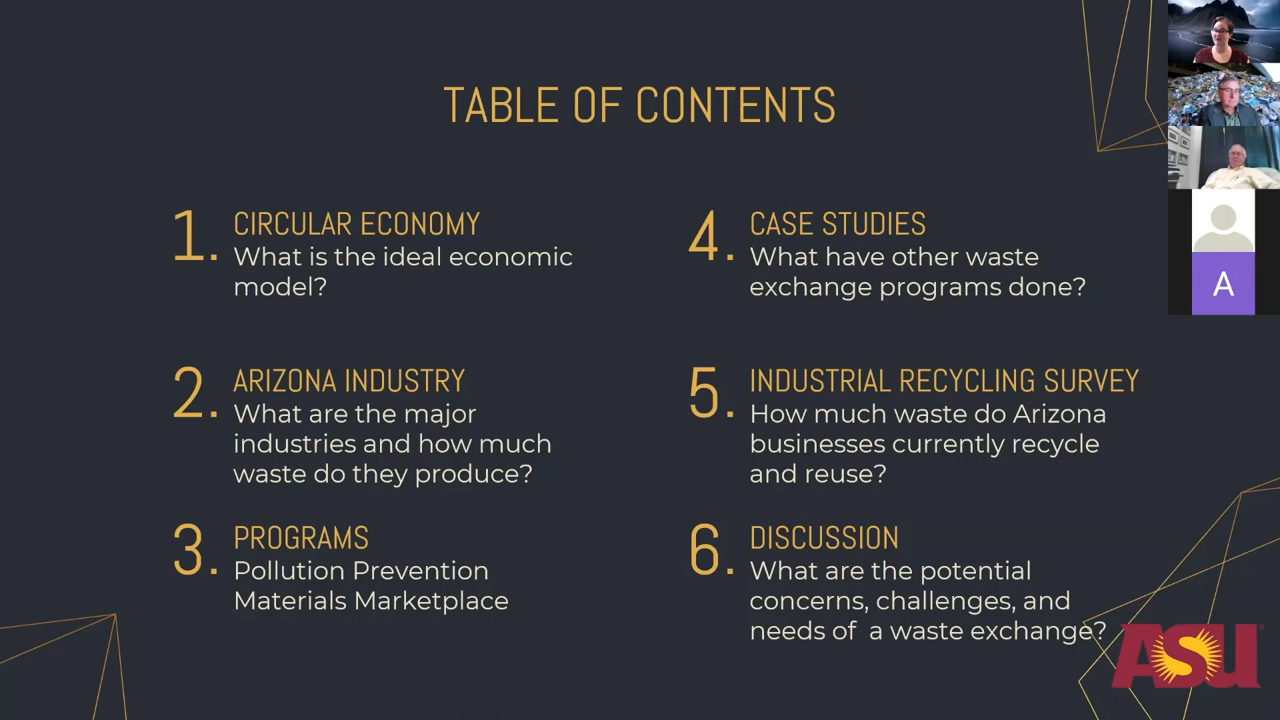 TABLE OF CONTENTS
1. CIRCULAR ECONOMY
What is the ideal economic
model?
2. ARIZONA INDUSTRY
What are the major
industries and how much
waste do they produce?
3. PROGRAMS
Pollution Prevention
Materials Marketplace
4. CASE STUDIES
What have other waste
exchange programs done?
5. INDUSTRIAL RECYCLING SURVEY
How much waste do Arizona
businesses currently recycle
and reuse?
6. DISCUSSION
What are the potential
concerns, challenges, and
needs of  a waste exchange?
A
ASU